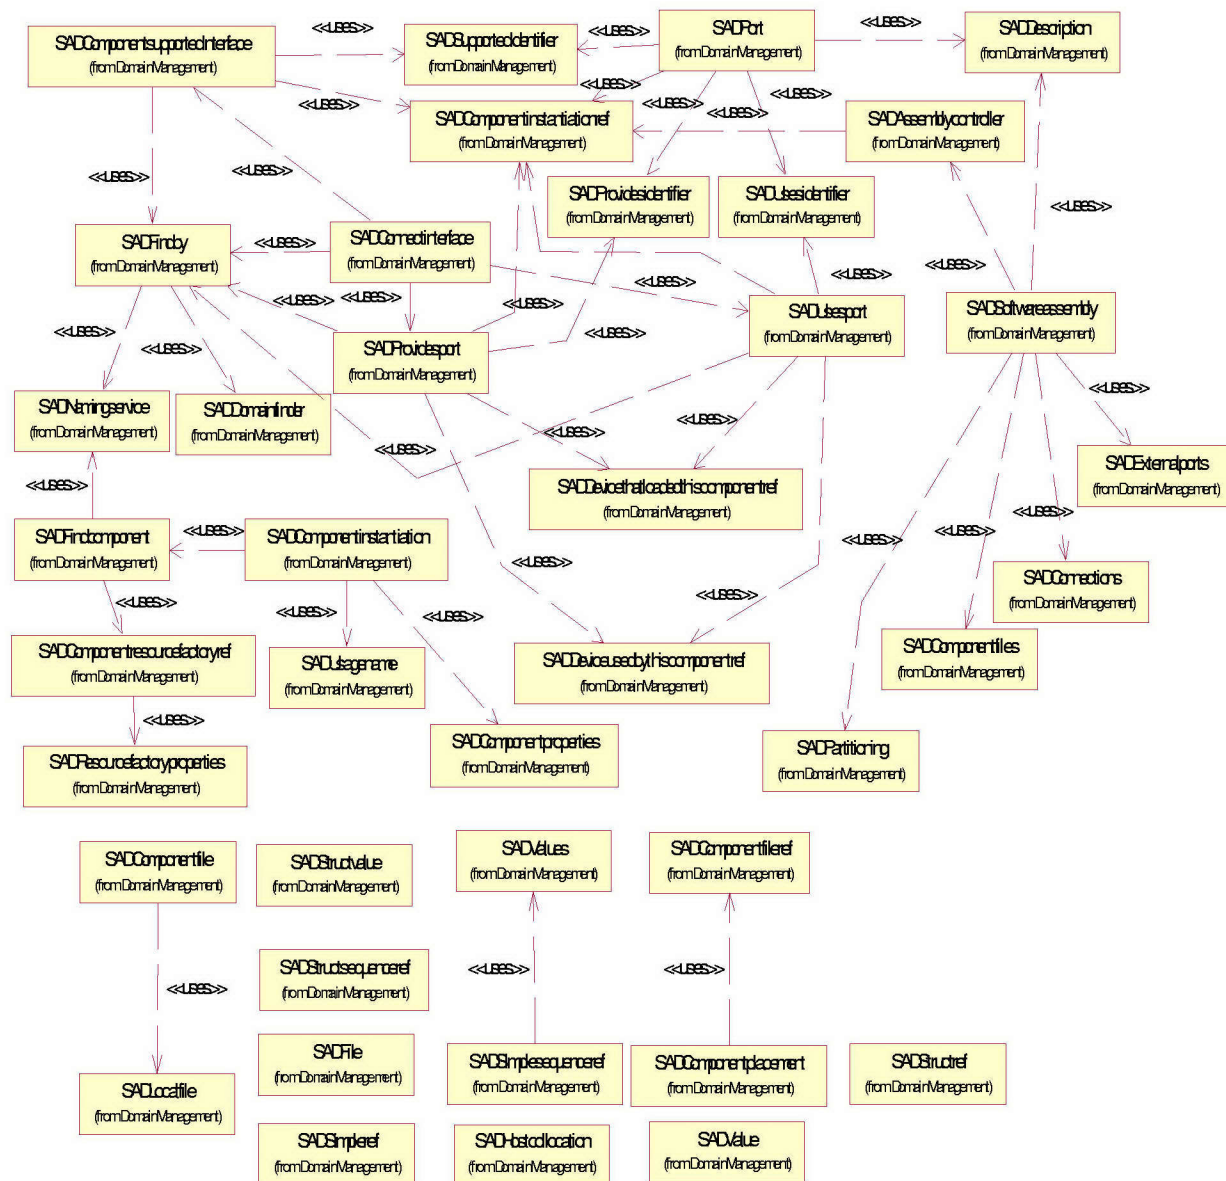 <<uses>>
<<uses>>
<<uses>>
SADComponentsupportedinterface
(from DomainManagement)
SADSupportedidentifier
(from DomainManagement)
SADPort
(from DomainManagement)
SADDescription
(from DomainManagement)
<<uses>>
<<uses>>
<<uses>>
<<uses>>
<<uses>>
SADComponentinstantiationref
(from DomainManagement)
SADAssemblycontroller
(from DomainManagement)
<<uses>>
<<uses>>
SADProvidesidentifier
(from DomainManagement)
SADUsesidentifier
(from DomainManagement)
<<uses>>
SADFindby
(from DomainManagement)
<<uses>>
SADConnectinterface
(from DomainManagement)
<<uses>>
<<uses>>
<<uses>>
<<uses>>
<<uses>>
<<uses>>
<<uses>>
SADUsesport
(from DomainManagement)
SADSoftwareassembly
(from DomainManagement)
<<uses>>
<<uses>>
<<uses>>
SADProvidesport
(from DomainManagement)
SADNamingservice
(from DomainManagement)
SADDomainfinder
(from DomainManagement)
<<uses>>
<<uses>>
<<uses>>
<<uses>>
<<uses>>
SADExternalports
(from DomainManagement)
SADDevicethatloadedthiscomponentref
(from DomainManagement)
<<uses>>
<<uses>>
<<uses>>
<<uses>>
SADFindcomponent
(from DomainManagement)
<<uses>>
SADComponentinstantiation
(from DomainManagement)
<<uses>>
<<uses>>
SADConnections
(from DomainManagement)
<<uses>>
<<uses>>
<<uses>>
<<uses>>
SADComponentresourcefactoryref
(from DomainManagement)
SADUsagename
(from DomainManagement)
SADDeviceusedbythiscomponentref
(from DomainManagement)
SADComponentfiles
(from DomainManagement)
<<uses>>
SADResourcefactoryproperties
(from DomainManagement)
SADComponentproperties
(from DomainManagement)
SADPartitioning
(from DomainManagement)
SADComponentfile
(from DomainManagement)
SADStructvalue
(from DomainManagement)
SADValues
(from DomainManagement)
SADComponentfileref
(from DomainManagement)
<<uses>>
SADStructsequenceref
(from DomainManagement)
<<uses>>
<<uses>>
SADFile
(from DomainManagement)
SADSimplesequenceref
(from DomainManagement)
SADComponentplacement
(from DomainManagement)
SADStructref
(from DomainManagement)
SADLocalfile
(from DomainManagement)
SADSimpleref
(from DomainManagement)
SADHostcollocation
(from DomainManagement)
SADValue
(from DomainManagement)